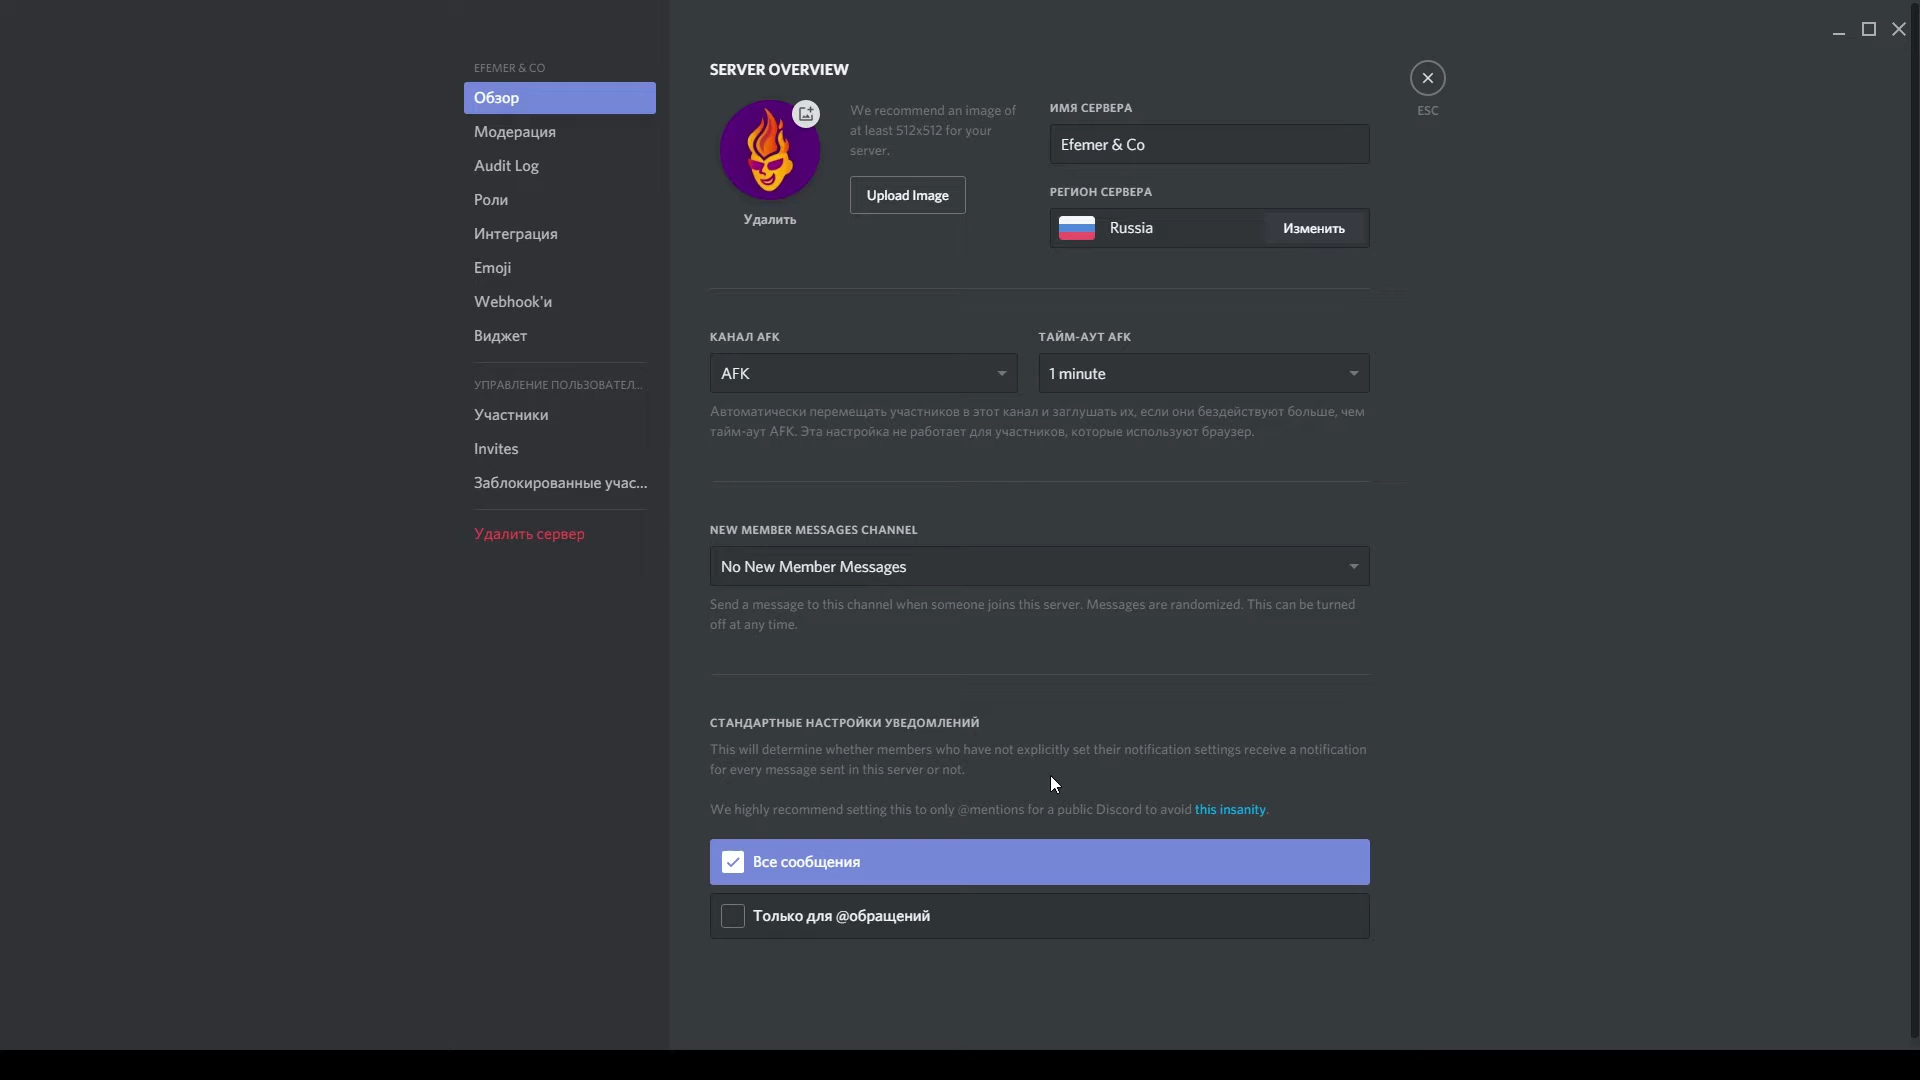 EFEMER & CO
Обзор
Модерация
Audit Log
Роли
Интеграция
Emoji
Webhook'и
Виджет
УПРАВЛЕНИЕ ПОЛЬЗОВАТЕЛ...
Участники
Invites
Заблокированные учас...
Удалить сервер
SERVER OVERVIEW
Удалить
We recommend an image of
at least 512x512 for your
server.
Upload Image
ИМЯ СЕРВЕРА
Efemer & Co
РЕГИОН СЕРВЕРА
Russia
Изменить
ESC
КАНАЛ AFK
AFK
ТАЙМ-АУТ AFK
1 minute
Автоматически перемещать участников в этот канал и заглушать их, если они бездействуют больше, чем
тайм-аут AFK. Эта настройка не работает для участников, которые используют браузер.
NEW MEMBER MESSAGES CHANNEL
No New Member Messages
Send a message to this channel when someone joins this server. Messages are randomized. This can be turned
off at any time.
СТАНДАРТНЫЕ НАСТРОЙКИ УВЕДОМЛЕНИЙ
This will determine whether members who have not explicitly set their notification settings receive a notification
for every message sent in this server or not.
We highly recommend setting this to only @mentions for a public Discord to avoid this insanity.
Все сообщения
Только для @обращений